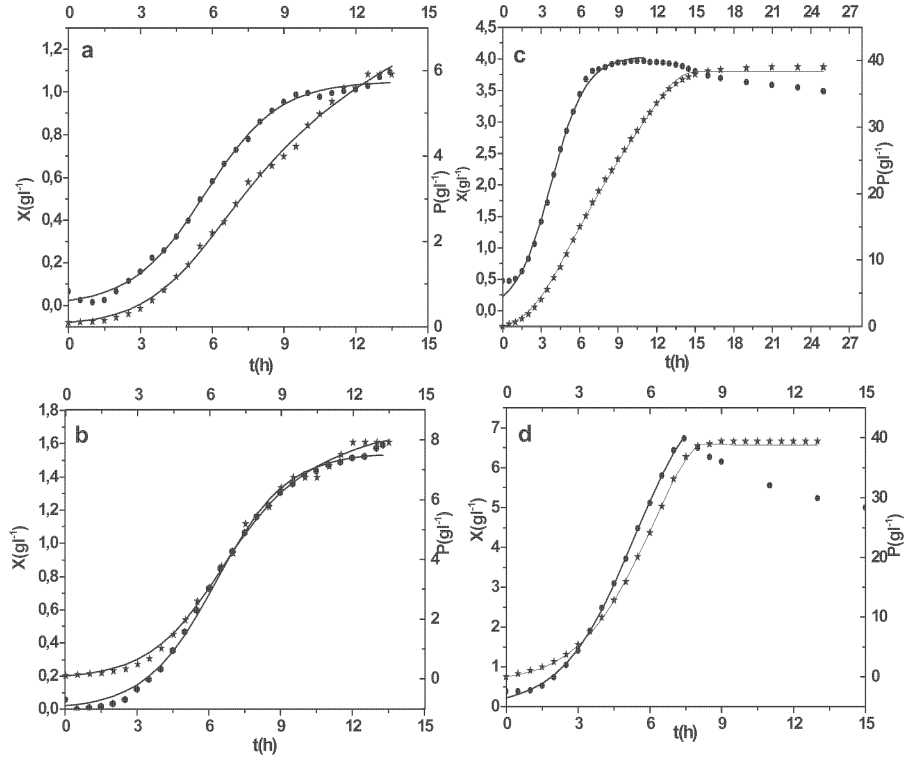 0 3 6 9 12 15
a
1,2
1,0
0,8
0,6
0,4
0,2
0,0
X(gl⁻¹)
6
4
2
0
P(gl⁻¹)
0 3 6 9 12 15
t(h)
0 3 6 9 12 15 18 21 24 27
c
4,5
4,0
3,5
3,0
2,5
2,0
1,5
1,0
0,5
0,0
X(gl⁻¹)
40
30
20
10
0
P(gl⁻¹)
0 3 6 9 12 15 18 21 24 27
t(h)
0 3 6 9 12 15
b
1,8
1,6
1,4
1,2
1,0
0,8
0,6
0,4
0,2
0,0
X(gl⁻¹)
8
6
4
2
0
P(gl⁻¹)
0 3 6 9 12 15
t(h)
0 3 6 9 12 15
d
7
6
5
4
3
2
1
0
X(gl⁻¹)
40
30
20
10
0
P(gl⁻¹)
0 3 6 9 12 15
t(h)